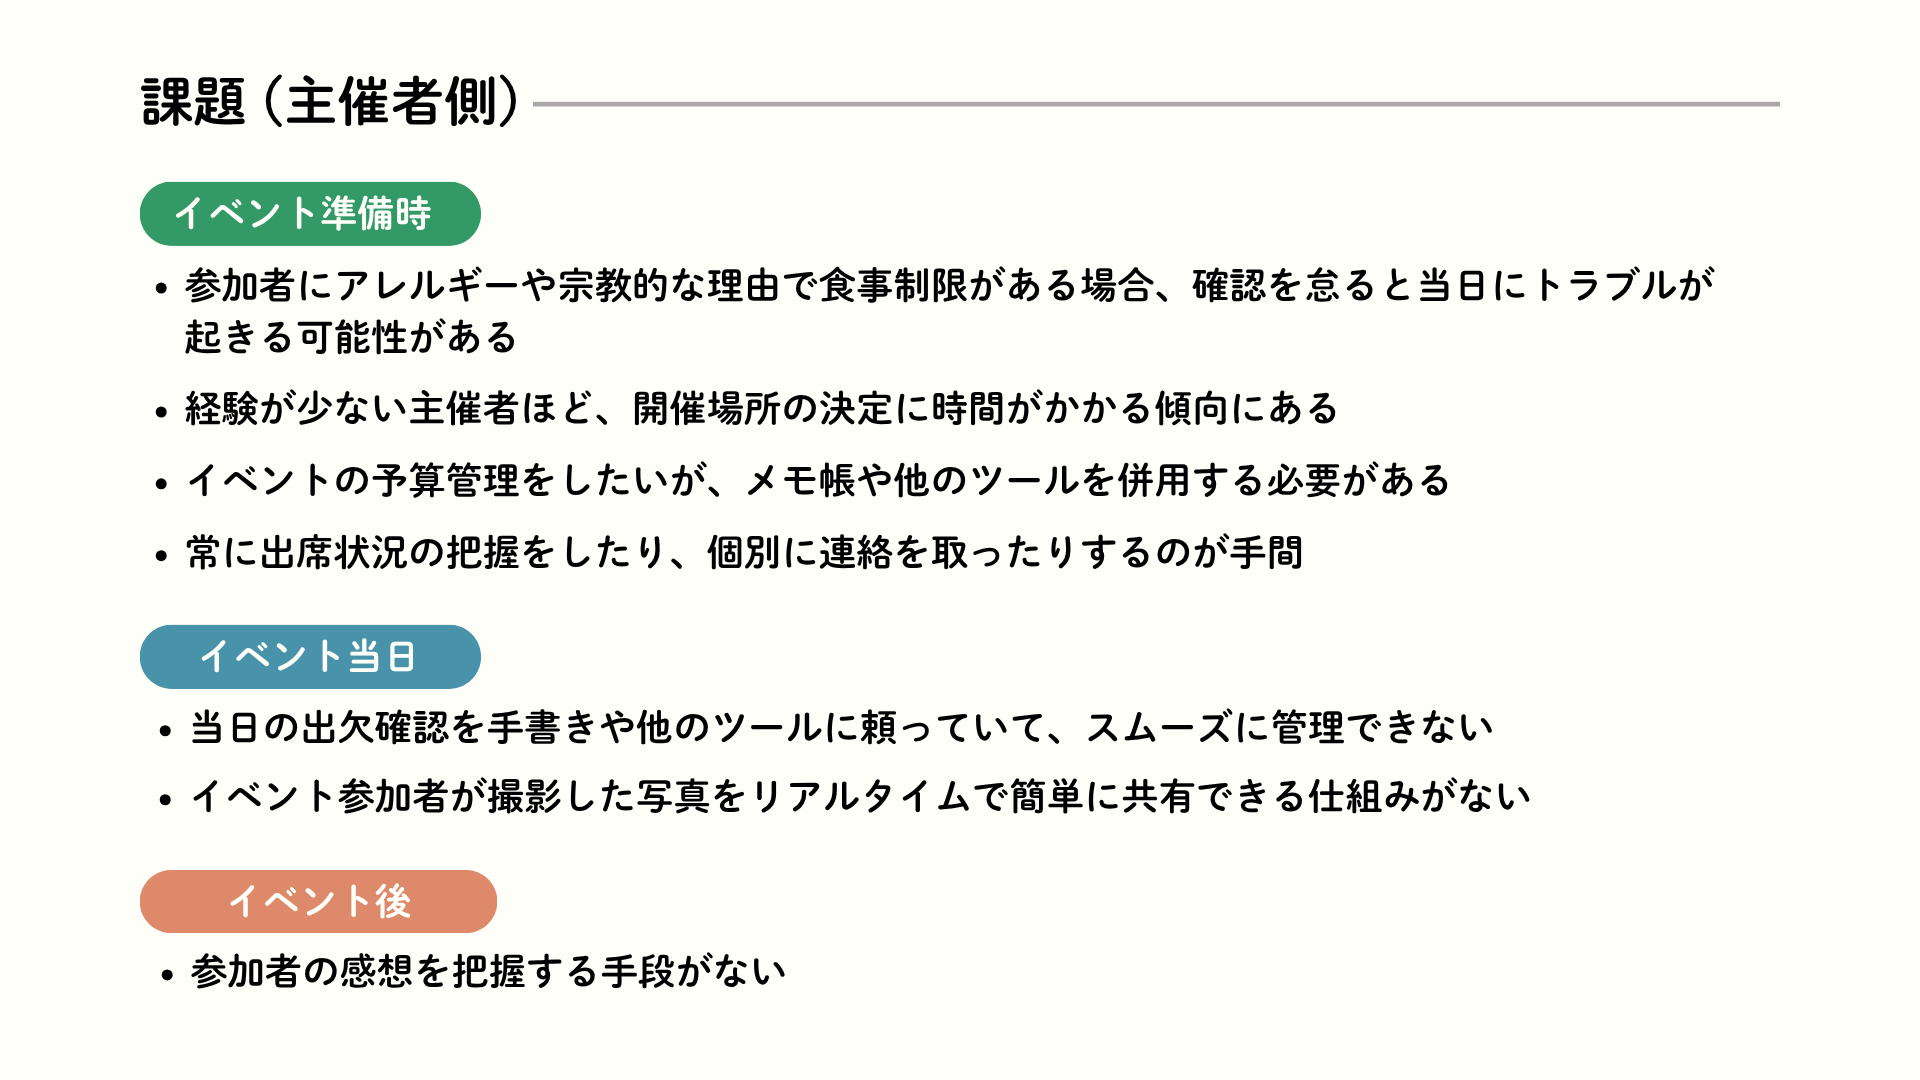 課題（主催者側）
イベント準備時
• 参加者にアレルギーや宗教的な理由で食事制限がある場合、確認を怠ると当日にトラブルが
起きる可能性がある
• 経験が少ない主催者ほど、開催場所の決定に時間がかかる傾向にある
• イベントの予算管理をしたいが、メモ帳や他のツールを併用する必要がある
• 常に出席状況の把握をしたり、個別に連絡を取ったりするのが手間
イベント当日
• 当日の出欠確認を手書きや他のツールに頼っていて、スムーズに管理できない
• イベント参加者が撮影した写真をリアルタイムで簡単に共有できる仕組みがない
イベント後
• 参加者の感想を把握する手段がない